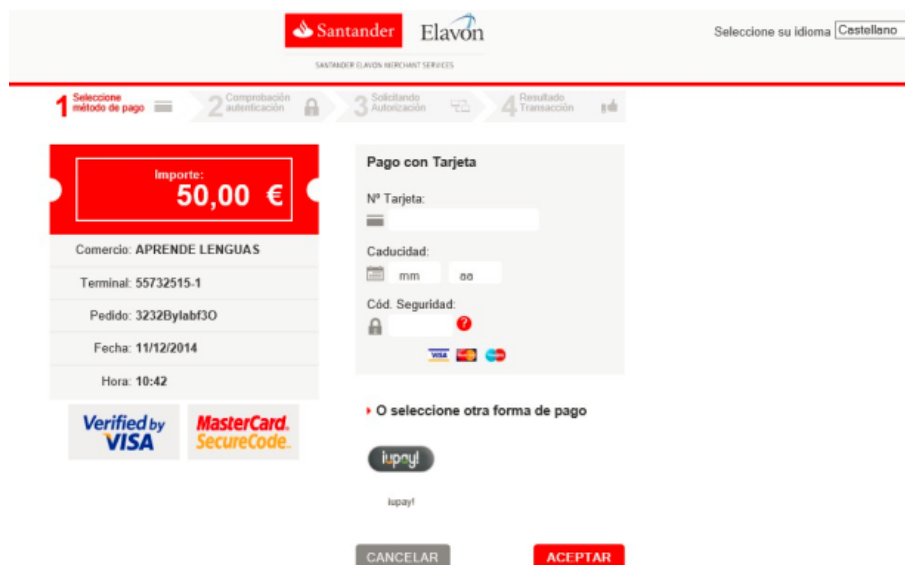 Santander Elavon
Seleccione su idioma Castellano
SANTANDER ELAVON MERCHANT SERVICES
1 Seleccione
método de pago
2 Comprobación
autentificación
3 Solicitando
Autorización
4 Resultado
Transacción
Importe:
50,00 €
Comercio: APRENDE LENGUAS
Terminal: 55732515-1
Pedido: 3232Bylabf3O
Fecha: 11/12/2014
Hora: 10:42
Verified by
VISA
MasterCard.
SecureCode.
Pago con Tarjeta
Nº Tarjeta:
Caducidad:
mm aa
Cód. Seguridad:
?
VISA
O seleccione otra forma de pago
iupay!
iupay!
CANCELAR ACEPTAR